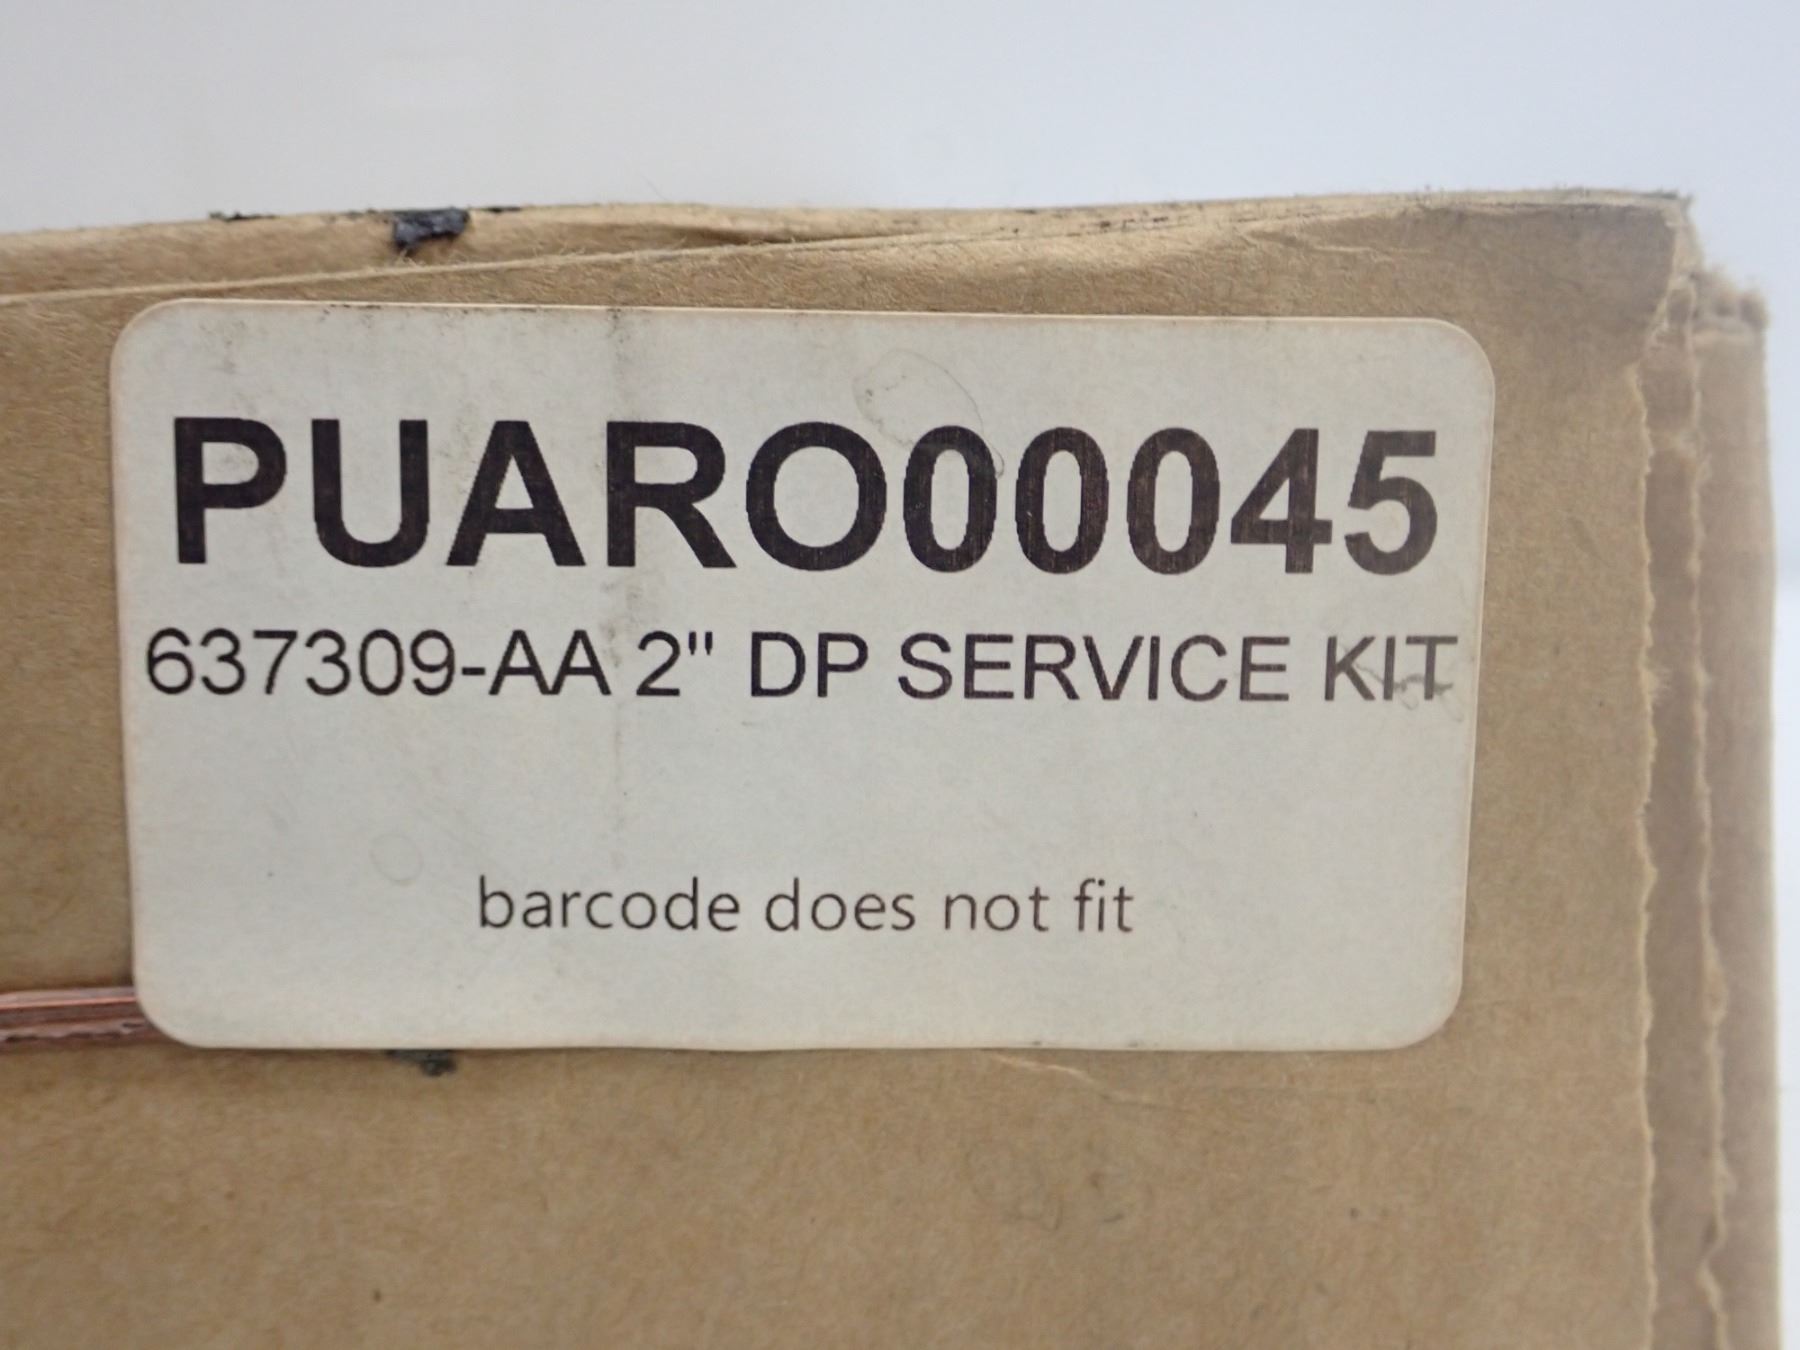 PUARO00045
637309-AA 2" DP SERVICE KIT
barcode does not fit